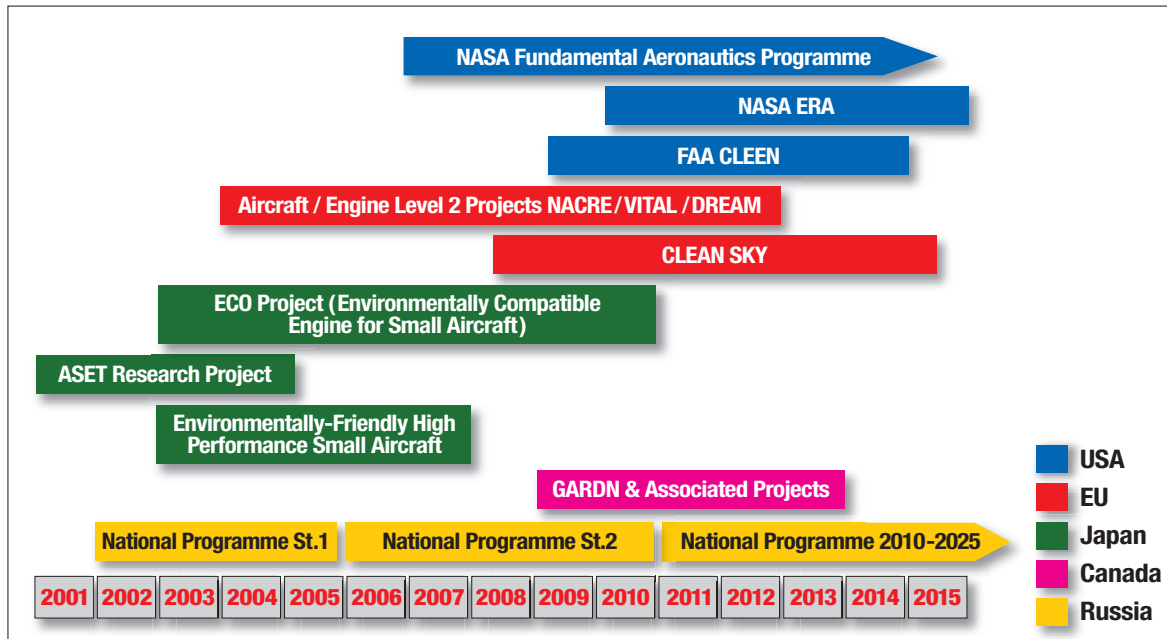 NASA Fundamental Aeronautics Programme
NASA ERA
FAA CLEEN
Aircraft / Engine Level 2 Projects NACRE/VITAL/DREAM
CLEAN SKY
ECO Project (Environmentally Compatible
Engine for Small Aircraft)
ASET Research Project
Environmentally-Friendly High
Performance Small Aircraft
GARDN & Associated Projects
National Programme St.1
National Programme St.2
National Programme 2010-2025
2001 2002 2003 2004 2005 2006 2007 2008 2009 2010 2011 2012 2013 2014 2015
USA
EU
Japan
Canada
Russia